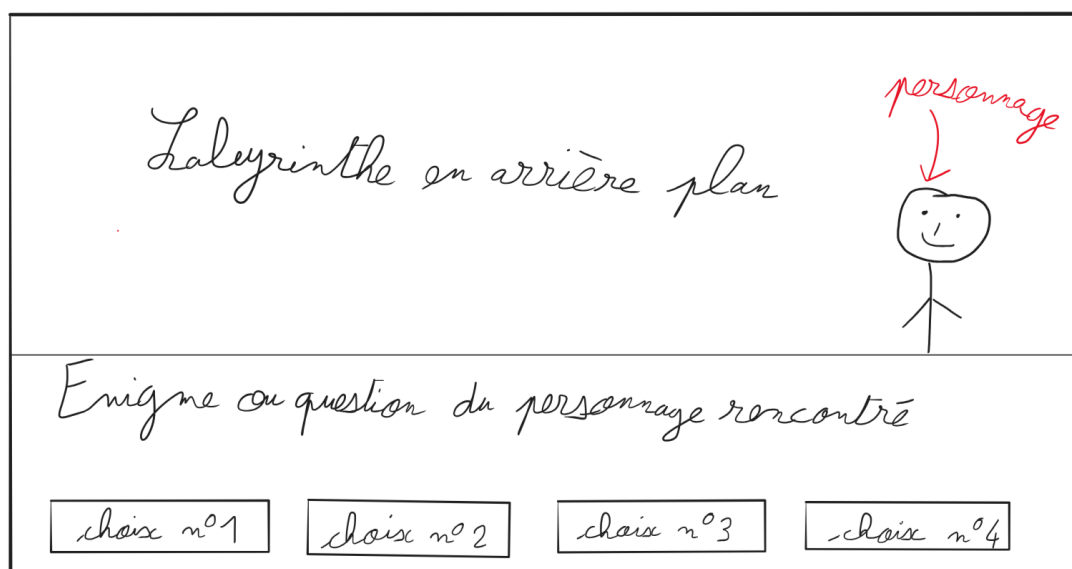 personnage
Labyrinthe en arrière plan
Enigme ou question du personnage rencontré
choix n°1
choix n°2
choix n°3
choix n°4